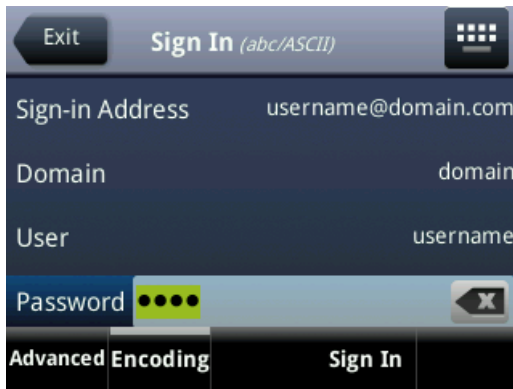 Exit Sign In (abc/ASCII)
Sign-in Address username@domain.com
Domain domain
User username
Password ••••
Advanced Encoding Sign In